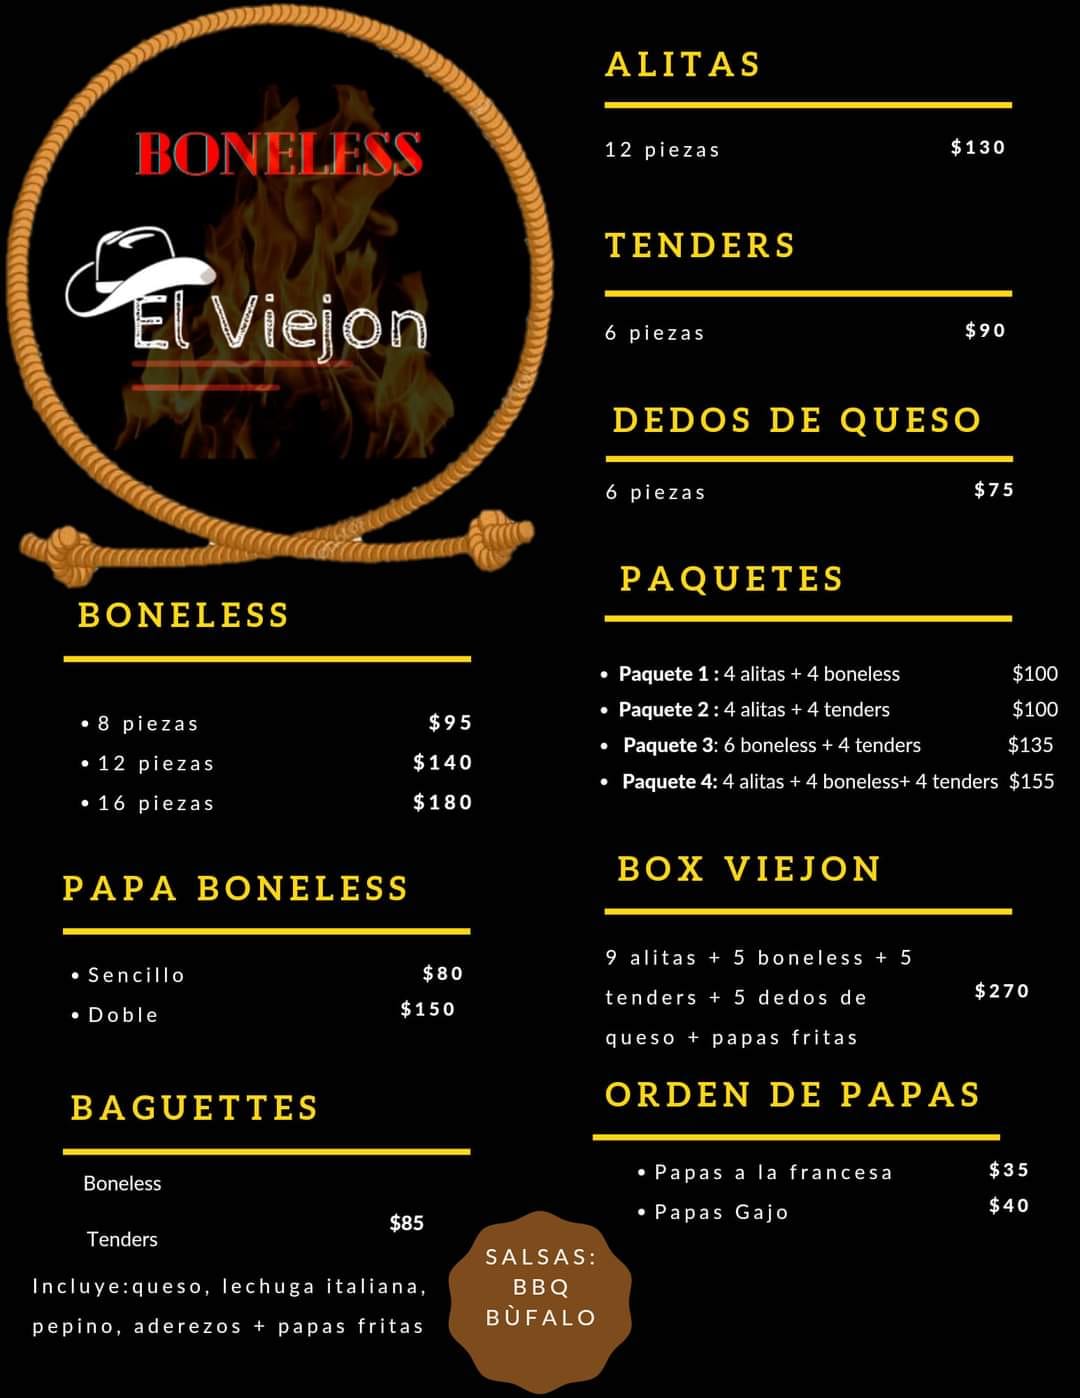 BONELESS
El Viejon
BONELESS
• 8 piezas $95
• 12 piezas $140
• 16 piezas $180
PAPA BONELESS
• Sencillo $80
• Doble $150
BAGUETTES
Boneless
$85
Tenders
Incluye:queso, lechuga italiana,
pepino, aderezos + papas fritas
ALITAS
12 piezas $130
TENDERS
6 piezas $90
DEDOS DE QUESO
6 piezas $75
PAQUETES
• Paquete 1 : 4 alitas + 4 boneless $100
• Paquete 2 : 4 alitas + 4 tenders $100
• Paquete 3: 6 boneless + 4 tenders $135
• Paquete 4: 4 alitas + 4 boneless+ 4 tenders $155
BOX VIEJON
9 alitas + 5 boneless + 5
tenders + 5 dedos de $270
queso + papas fritas
ORDEN DE PAPAS
• Papas a la francesa $35
• Papas Gajo $40
SALSAS:
BBQ
BÙFALO